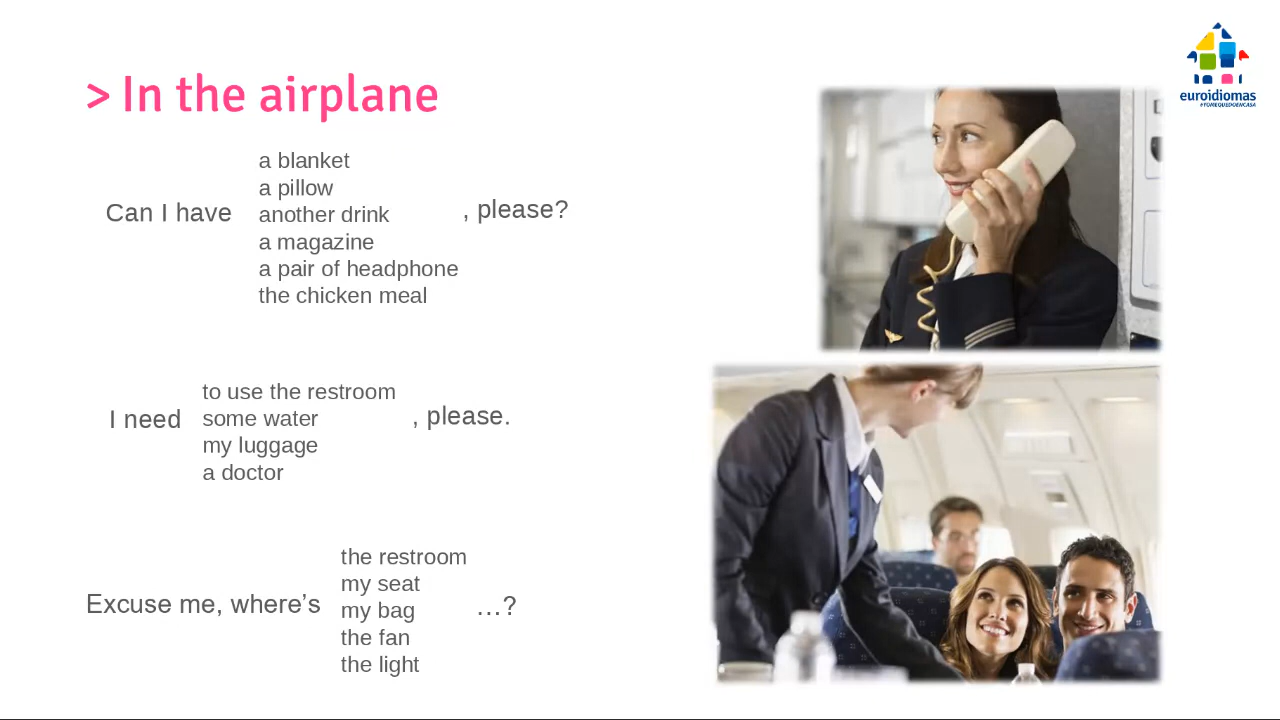 > In the airplane
euroidiomas
#YOMEQUEDOENCASA
a blanket
a pillow
another drink
Can I have
, please?
a magazine
a pair of headphone
the chicken meal
to use the restroom
some water
I need
, please.
my luggage
a doctor
the restroom
my seat
Excuse me, where’s
my bag
…?
the fan
the light